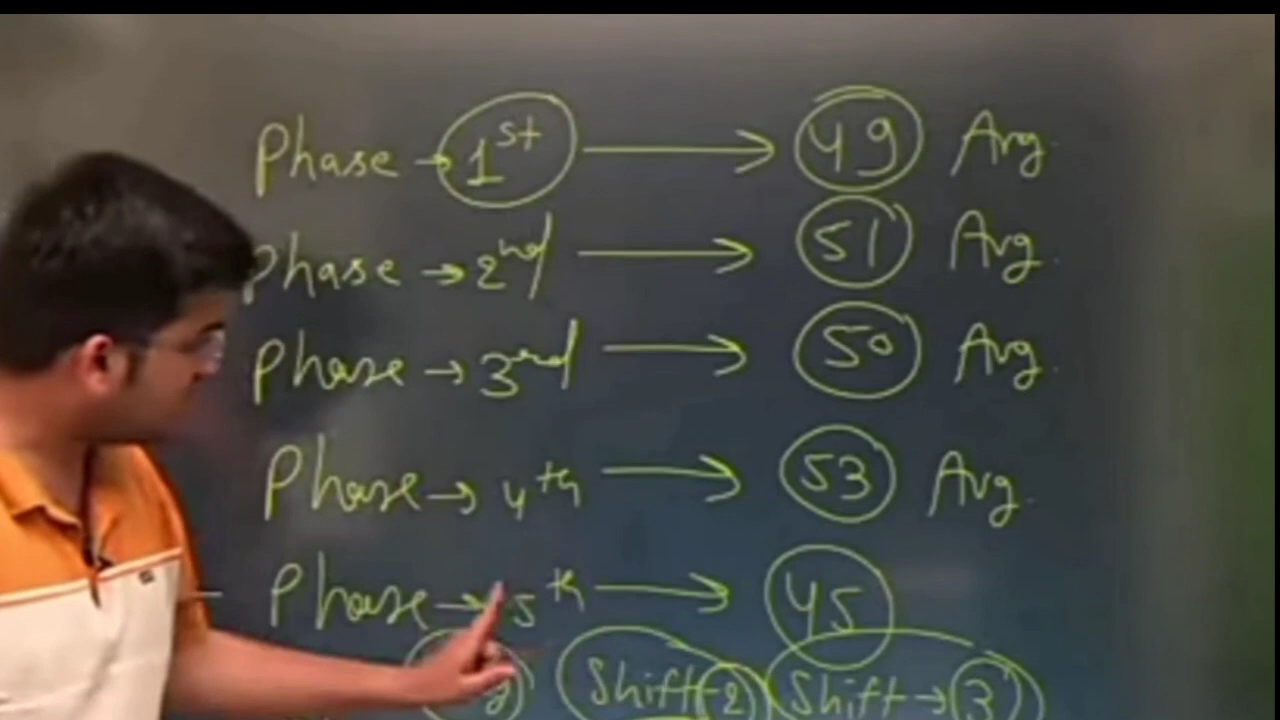 Phase → 1st → 49 Avg.
Phase → 2nd → 51 Avg.
Phase → 3rd → 50 Avg.
Phase → 4th → 53 Avg.
Phase → 5th → 45
Shift → 2 Shift → 3